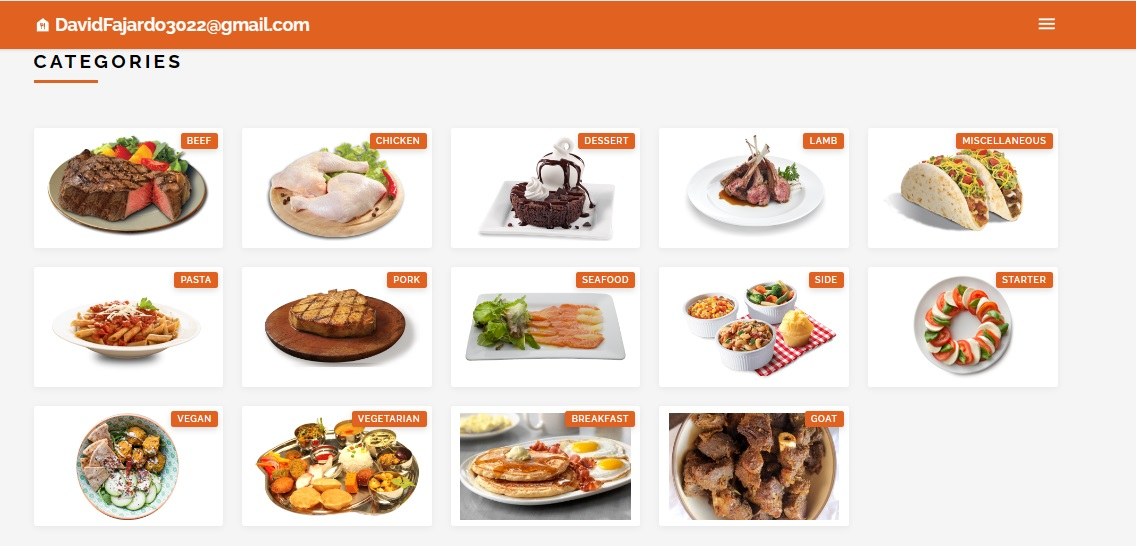 DavidFajardo3022@gmail.com
CATEGORIES
BEEF
CHICKEN
DESSERT
LAMB
MISCELLANEOUS
PASTA
PORK
SEAFOOD
SIDE
STARTER
VEGAN
VEGETARIAN
BREAKFAST
GOAT